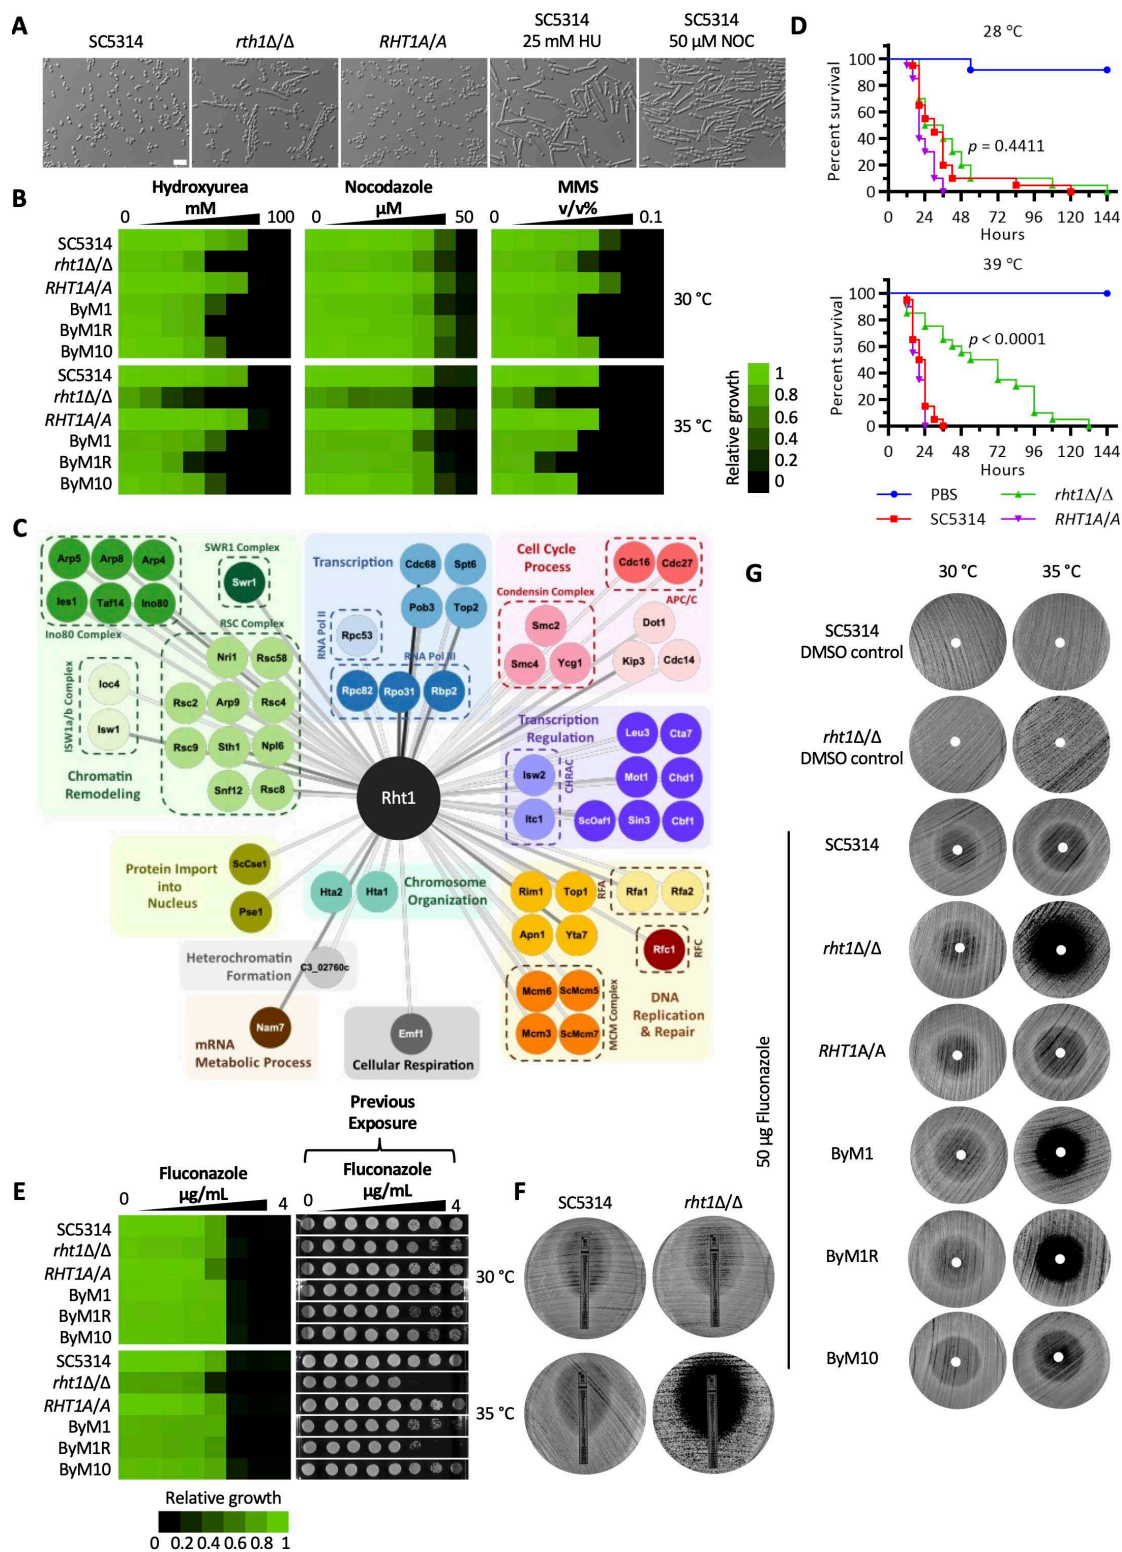 A
SC5314
rth1Δ/Δ
RHT1A/A
SC5314
25 mM HU
SC5314
50 µM NOC
B
Hydroxyurea
mM
0
100
Nocodazole
µM
0
50
MMS
v/v%
0
0.1
SC5314
rht1Δ/Δ
RHT1A/A
ByM1
ByM1R
ByM10
30 °C
SC5314
rht1Δ/Δ
RHT1A/A
ByM1
ByM1R
ByM10
35 °C
Relative growth
1
0.8
0.6
0.4
0.2
0
C
Arp5
Arp8
Arp4
Ies1
Taf14
Ino80
Ino80 Complex
SWR1 Complex
Swr1
RSC Complex
Nri1
Rsc58
Rsc2
Arp9
Rsc4
Rsc9
Sth1
Npl6
Snf12
Rsc8
ISW1a/b Complex
Ioc4
Isw1
Chromatin
Remodeling
Transcription
Cdc68
Spt6
Pob3
Top2
RNA Pol II
Rpc53
RNA Pol III
Rpc82
Rpo31
Rbp2
Cell Cycle
Process
Cdc16
Cdc27
APC/C
Condensin Complex
Smc2
Smc4
Ycg1
Dot1
Kip3
Cdc14
Rht1
Transcription
Regulation
Leu3
Cta7
Isw2
CHRAC
Mot1
Chd1
Itc1
ScOaf1
Sin3
Cbf1
Protein Import
into
Nucleus
ScCse1
Pse1
Hta2
Hta1
Chromosome
Organization
Rim1
Top1
RFA
Rfa1
Rfa2
Apn1
Yta7
Rfc1
RFC
Mcm6
ScMcm5
Mcm3
ScMcm7
MCM Complex
DNA
Replication
& Repair
Heterochromatin
Formation
C3_02760c
Nam7
mRNA
Metabolic Process
Emf1
Cellular Respiration
D
28 °C
Percent survival
100
80
60
40
20
0
p = 0.4411
0 24 48 72 96 120 144
Hours
39 °C
Percent survival
100
80
60
40
20
0
p < 0.0001
0 24 48 72 96 120 144
Hours
PBS
rht1Δ/Δ
SC5314
RHT1A/A
E
Fluconazole
µg/mL
0
4
Previous
Exposure
Fluconazole
µg/mL
0
4
SC5314
rht1Δ/Δ
RHT1A/A
ByM1
ByM1R
ByM10
30 °C
SC5314
rht1Δ/Δ
RHT1A/A
ByM1
ByM1R
ByM10
35 °C
Relative growth
0 0.2 0.4 0.6 0.8 1
F
SC5314
rht1Δ/Δ
G
30 °C
35 °C
SC5314
DMSO control
rht1Δ/Δ
DMSO control
50 µg Fluconazole
SC5314
rht1Δ/Δ
RHT1A/A
ByM1
ByM1R
ByM10